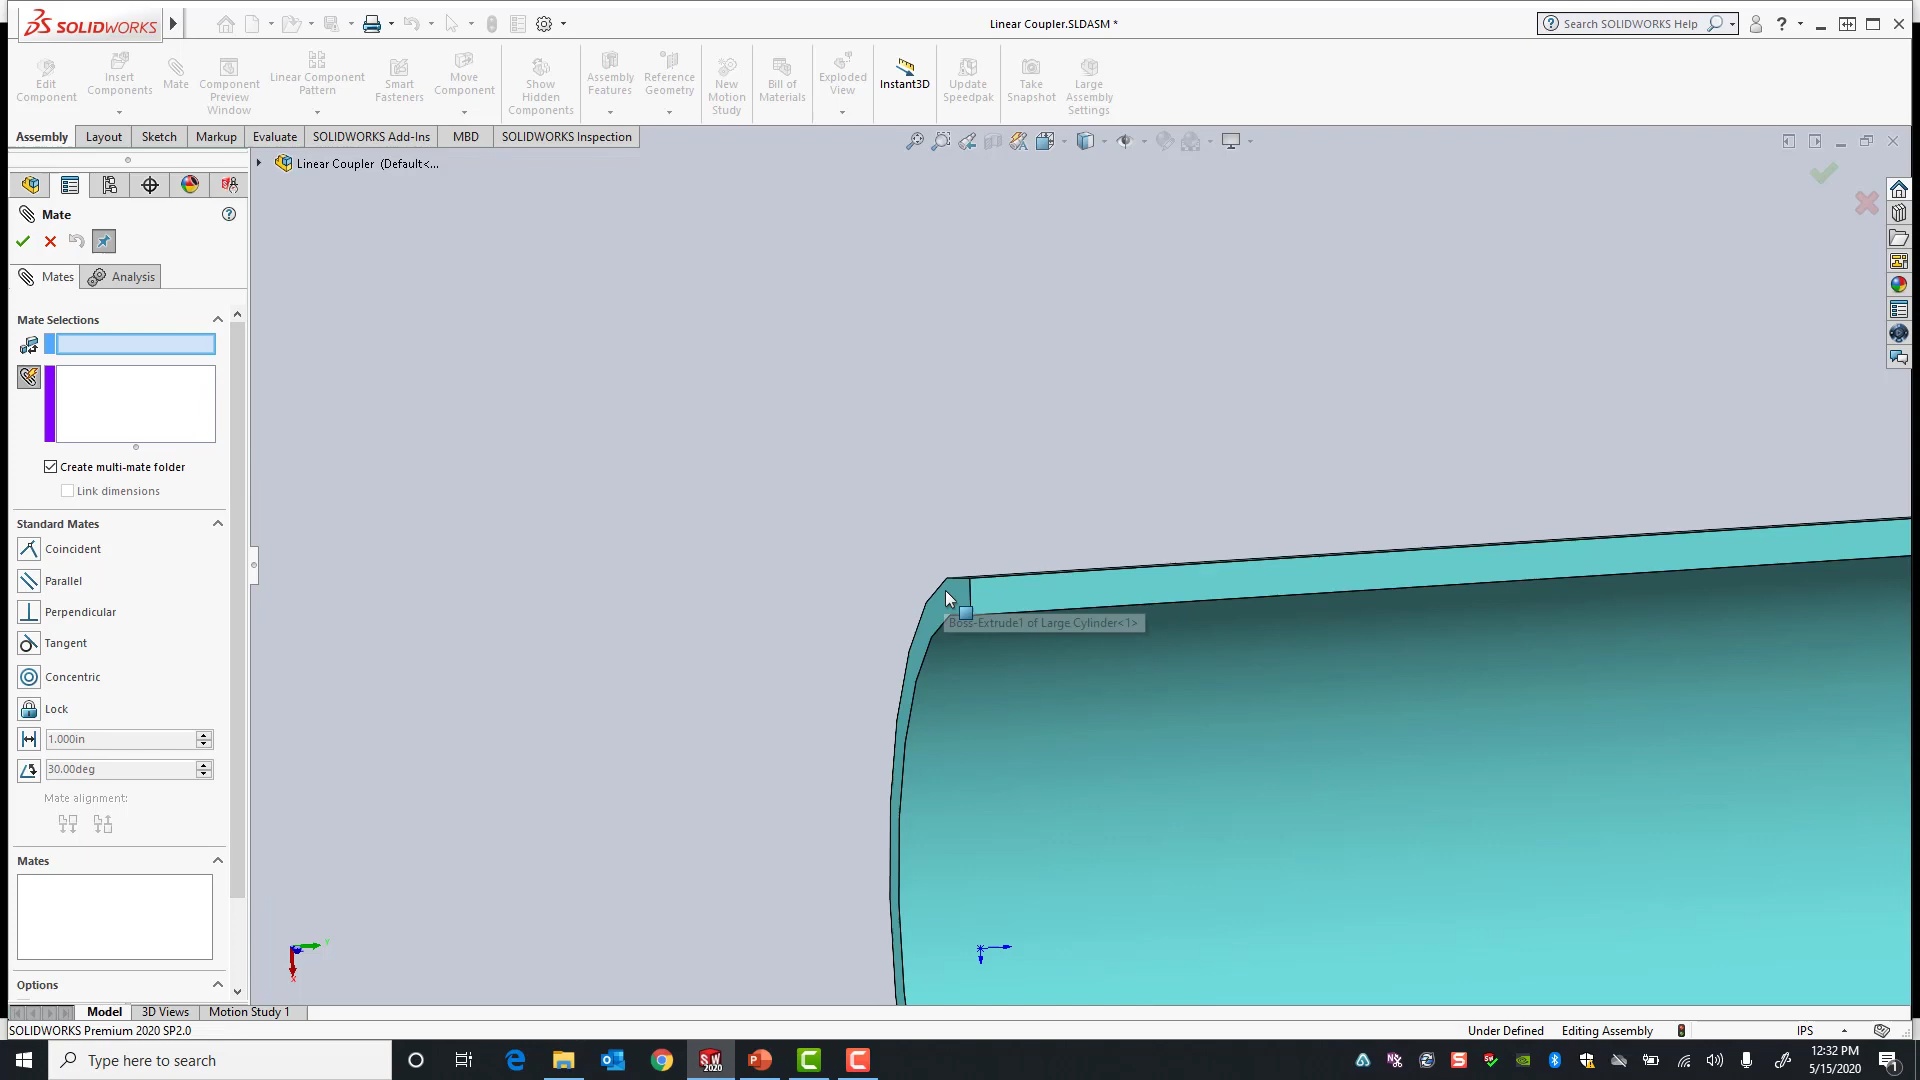 SOLIDWORKS
Linear Coupler.SLDASM *
Search SOLIDWORKS Help
Edit Component
Insert Components
Mate
Component Preview Window
Linear Component Pattern
Smart Fasteners
Move Component
Show Hidden Components
Assembly Features
Reference Geometry
New Motion Study
Bill of Materials
Exploded View
Instant3D
Update Speedpak
Take Snapshot
Large Assembly Settings
Assembly
Layout
Sketch
Markup
Evaluate
SOLIDWORKS Add-Ins
MBD
SOLIDWORKS Inspection
Linear Coupler (Default<...
Mate
Mates
Analysis
Mate Selections
Create multi-mate folder
Link dimensions
Standard Mates
Coincident
Parallel
Perpendicular
Tangent
Concentric
Lock
1.000in
30.00deg
Mate alignment:
Mates
Options
Boss-Extrude1 of Large Cylinder<1>
Y
X
Model
3D Views
Motion Study 1
SOLIDWORKS Premium 2020 SP2.0
Under Defined
Editing Assembly
IPS
Type here to search
12:32 PM
5/15/2020